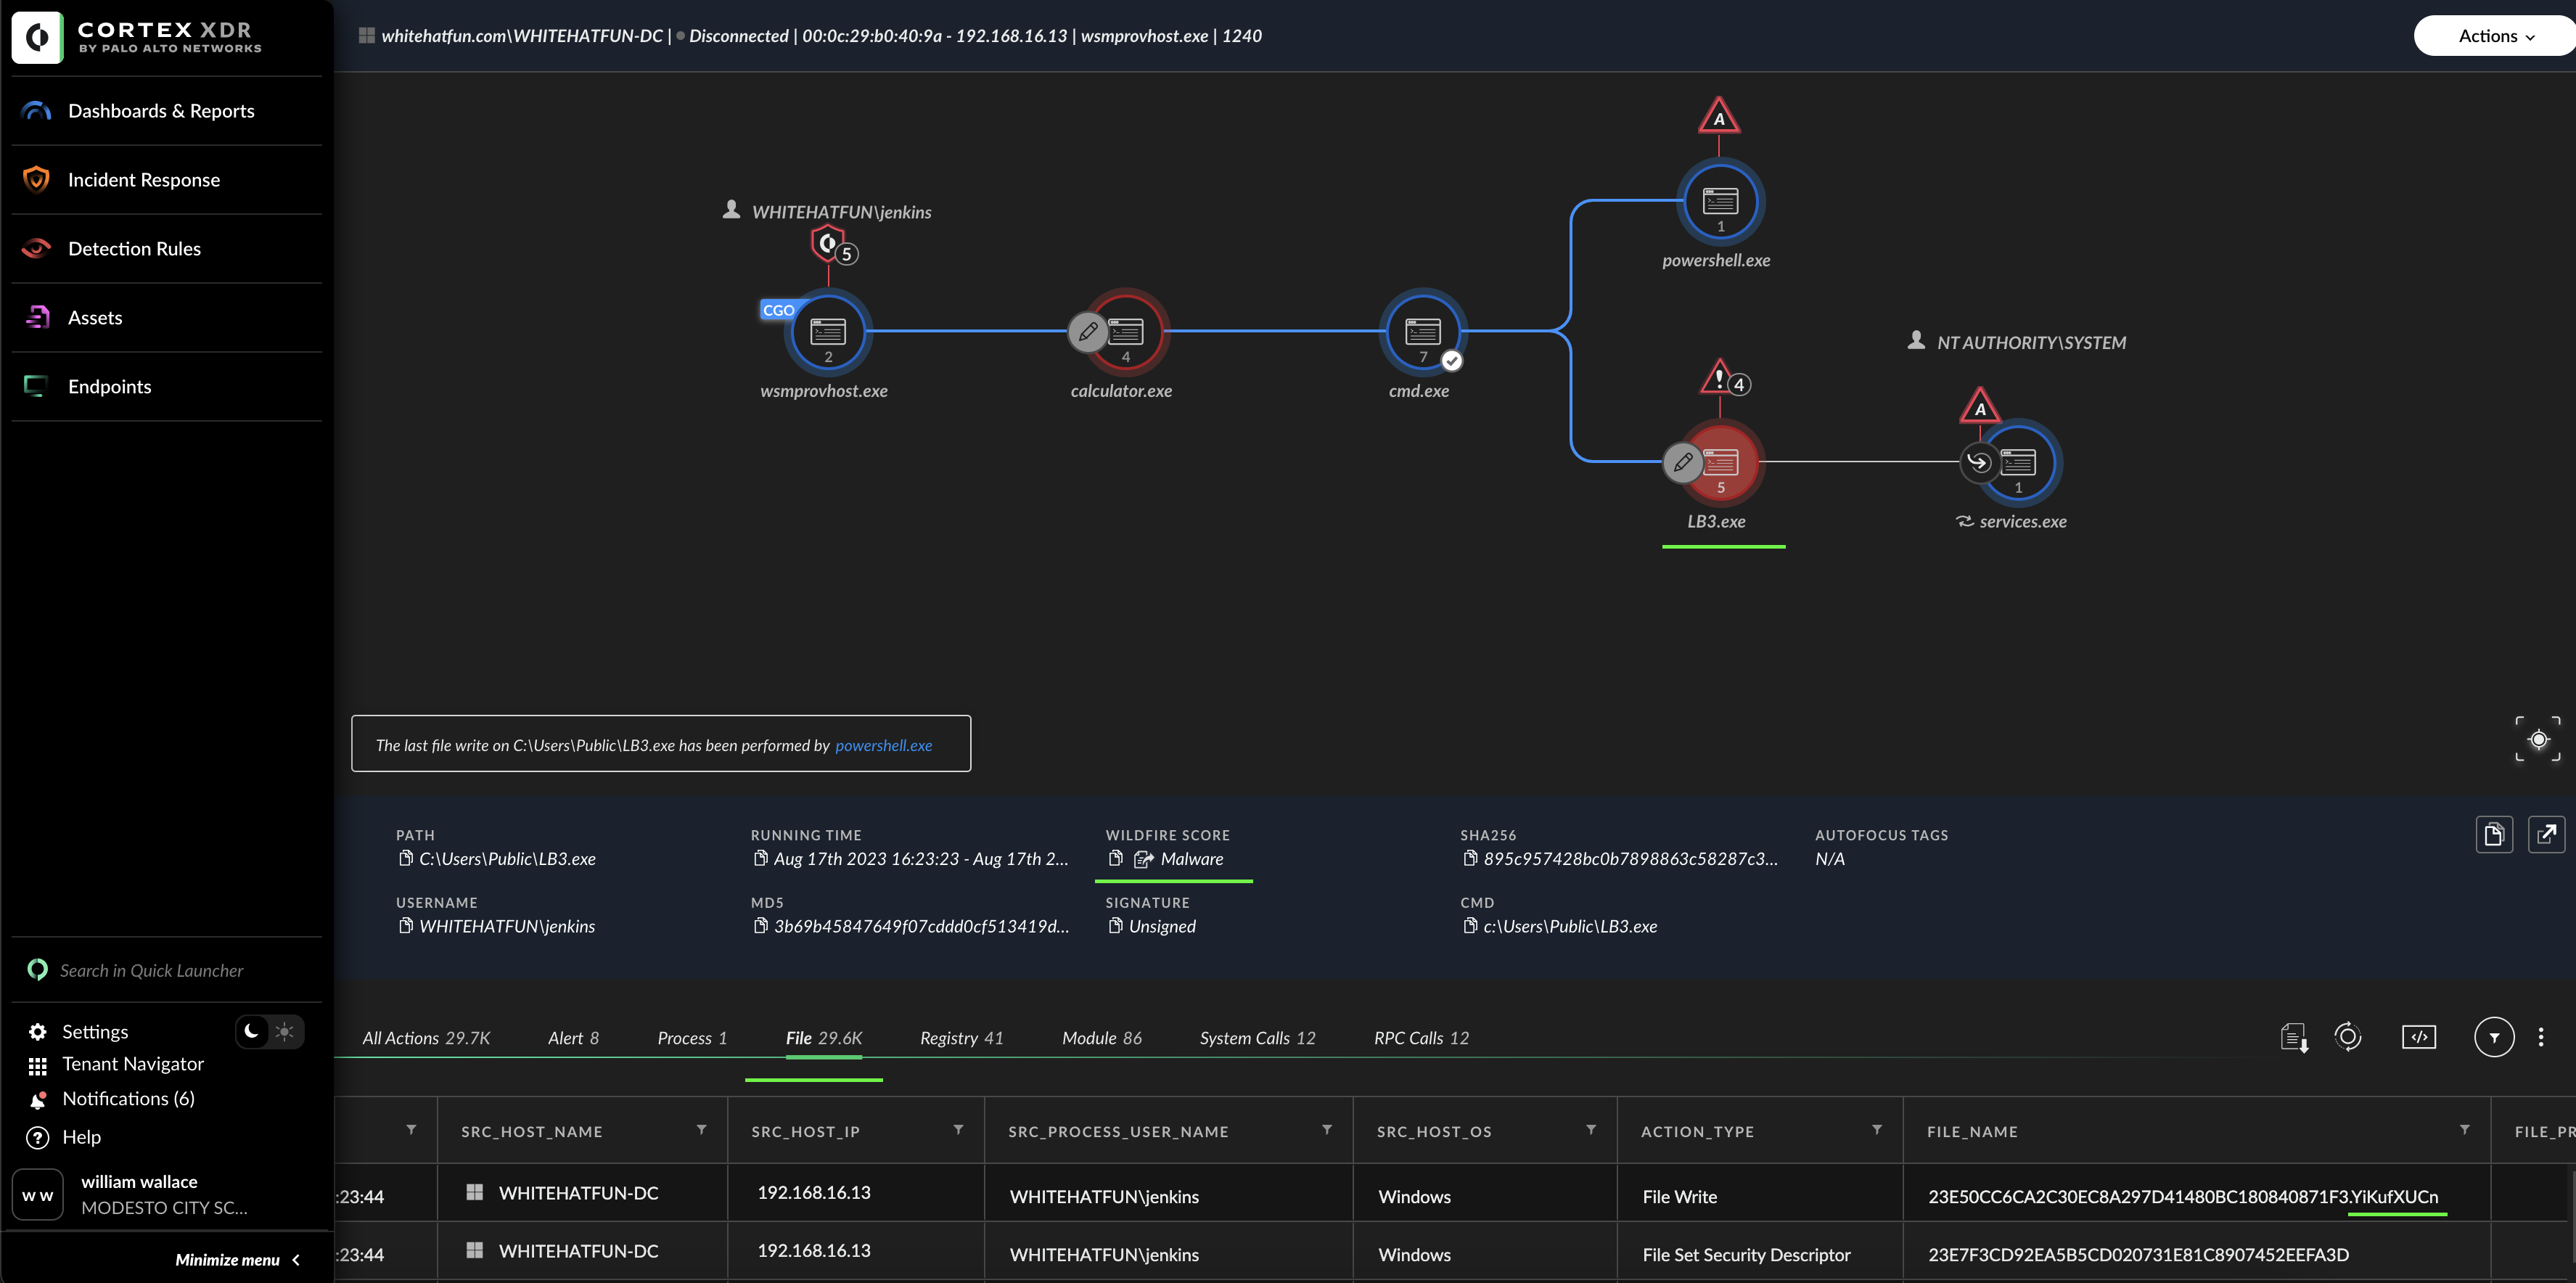 CORTEX XDR
BY PALO ALTO NETWORKS
Dashboards & Reports
Incident Response
Detection Rules
Assets
Endpoints
Search in Quick Launcher
Settings
Tenant Navigator
Notifications (6)
Help
W W
william wallace
MODESTO CITY SC...
Minimize menu
whitehatfun.com\WHITEHATFUN-DC | Disconnected | 00:0c:29:b0:40:9a - 192.168.16.13 | wsmprovhost.exe | 1240
Actions
WHITEHATFUN\jenkins
5
CGO
2
wsmprovhost.exe
4
calculator.exe
7
cmd.exe
A
1
powershell.exe
4
5
LB3.exe
NT AUTHORITY\SYSTEM
A
1
services.exe
The last file write on C:\Users\Public\LB3.exe has been performed by powershell.exe
PATH
C:\Users\Public\LB3.exe
RUNNING TIME
Aug 17th 2023 16:23:23 - Aug 17th 2...
WILDFIRE SCORE
Malware
SHA256
895c957428bc0b7898863c58287c3...
AUTOFOCUS TAGS
N/A
USERNAME
WHITEHATFUN\jenkins
MD5
3b69b45847649f07cddd0cf513419d...
SIGNATURE
Unsigned
CMD
c:\Users\Public\LB3.exe
All Actions 29.7K Alert 8 Process 1 File 29.6K Registry 41 Module 86 System Calls 12 RPC Calls 12
SRC_HOST_NAME SRC_HOST_IP SRC_PROCESS_USER_NAME SRC_HOST_OS ACTION_TYPE FILE_NAME FILE_PR
:23:44 WHITEHATFUN-DC 192.168.16.13 WHITEHATFUN\jenkins Windows File Write 23E50CC6CA2C30EC8A297D41480BC180840871F3.YiKufXUCn
:23:44 WHITEHATFUN-DC 192.168.16.13 WHITEHATFUN\jenkins Windows File Set Security Descriptor 23E7F3CD92EA5B5CD020731E81C8907452EEFA3D